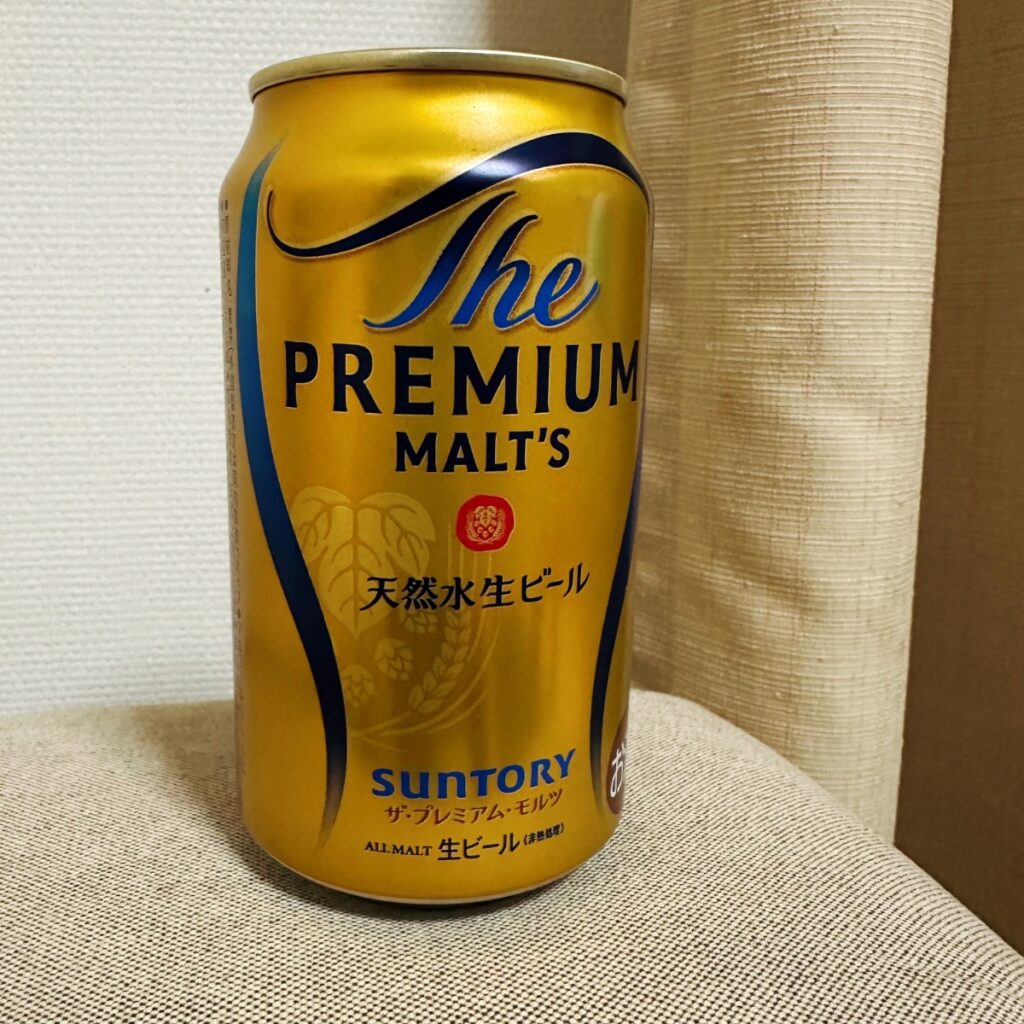 The
PREMIUM
MALT'S
天然水生ビール
SUNTORY
ザ・プレミアム・モルツ
ALL MALT 生ビール(非熱処理)
お